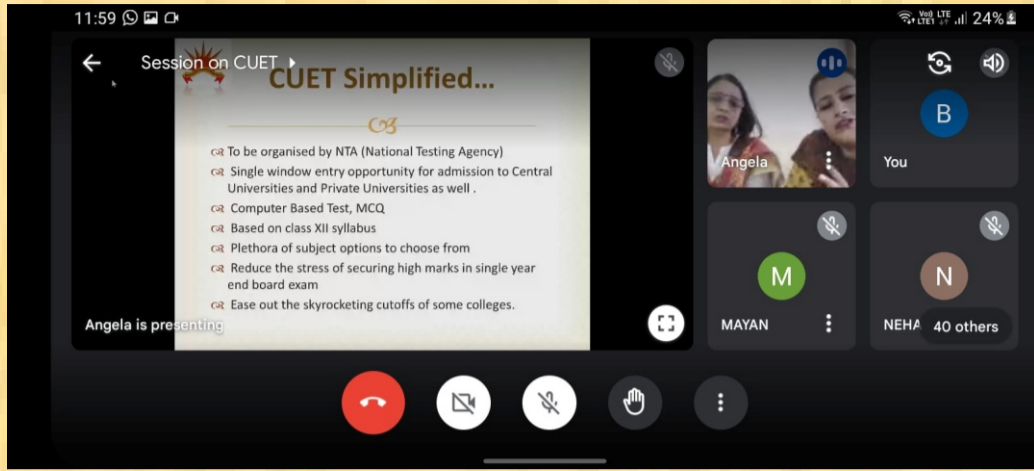 11:59
Vo) LTE
LTE1
24%
Session on CUET
CUET Simplified...
To be organised by NTA (National Testing Agency)
Single window entry opportunity for admission to Central
Universities and Private Universities as well .
Computer Based Test, MCQ
Based on class XII syllabus
Plethora of subject options to choose from
Reduce the stress of securing high marks in single year
end board exam
Ease out the skyrocketing cutoffs of some colleges.
Angela is presenting
Angela
B
You
M
MAYAN
N
NEHA
40 others